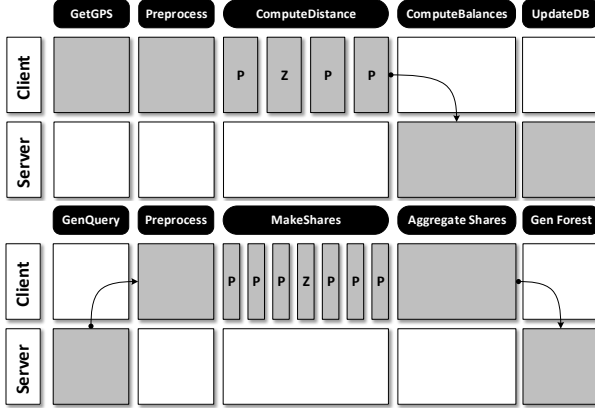 GetGPS Preprocess ComputeDistance ComputeBalances UpdateDB
Client P Z P P
Server
GenQuery Preprocess MakeShares Aggregate Shares Gen Forest
Client P P P Z P P P
Server